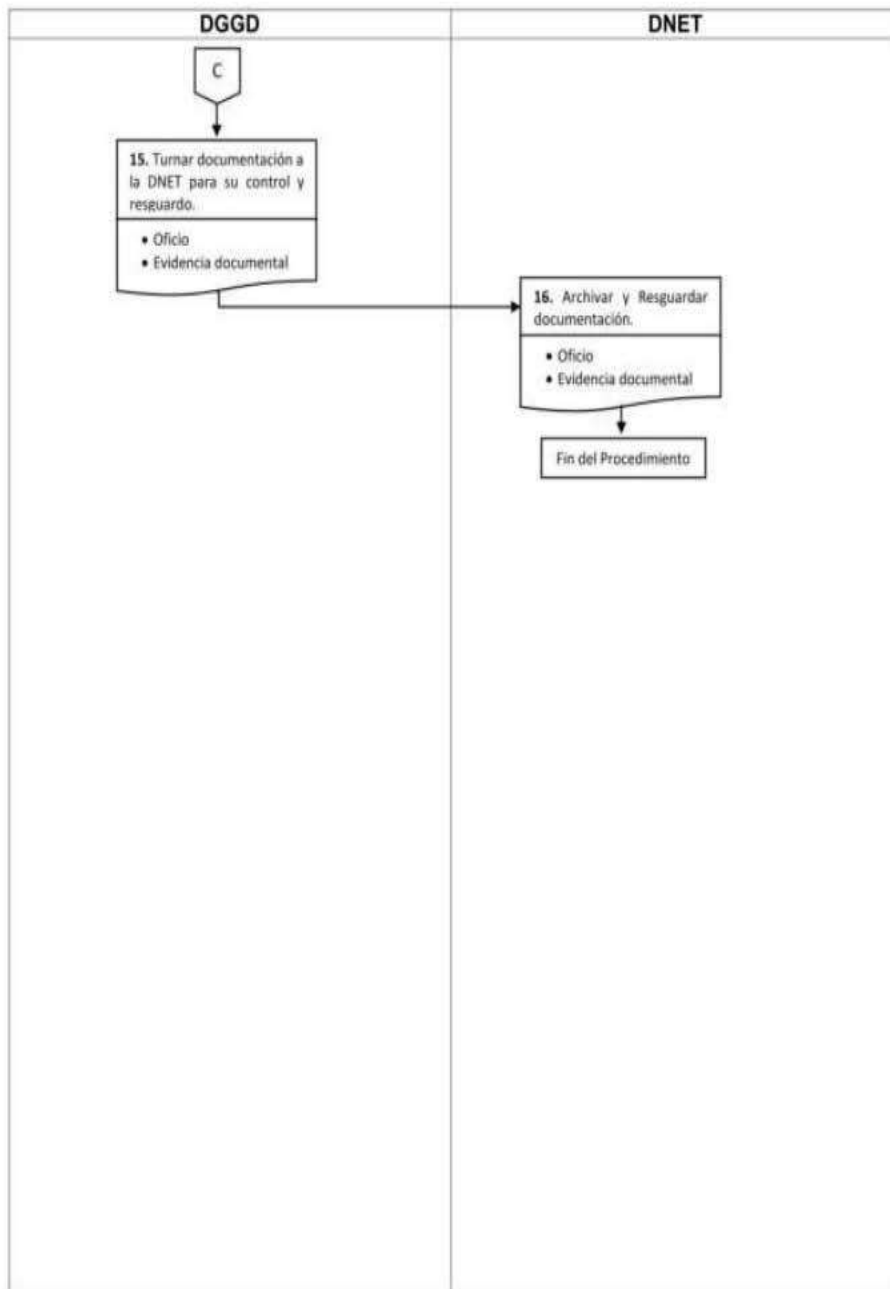 DGGD
DNET
C
15. Turnar documentación a
la DNET para su control y
resguardo.
• Oficio
• Evidencia documental
16. Archivar y Resguardar
documentación.
• Oficio
• Evidencia documental
Fin del Procedimiento